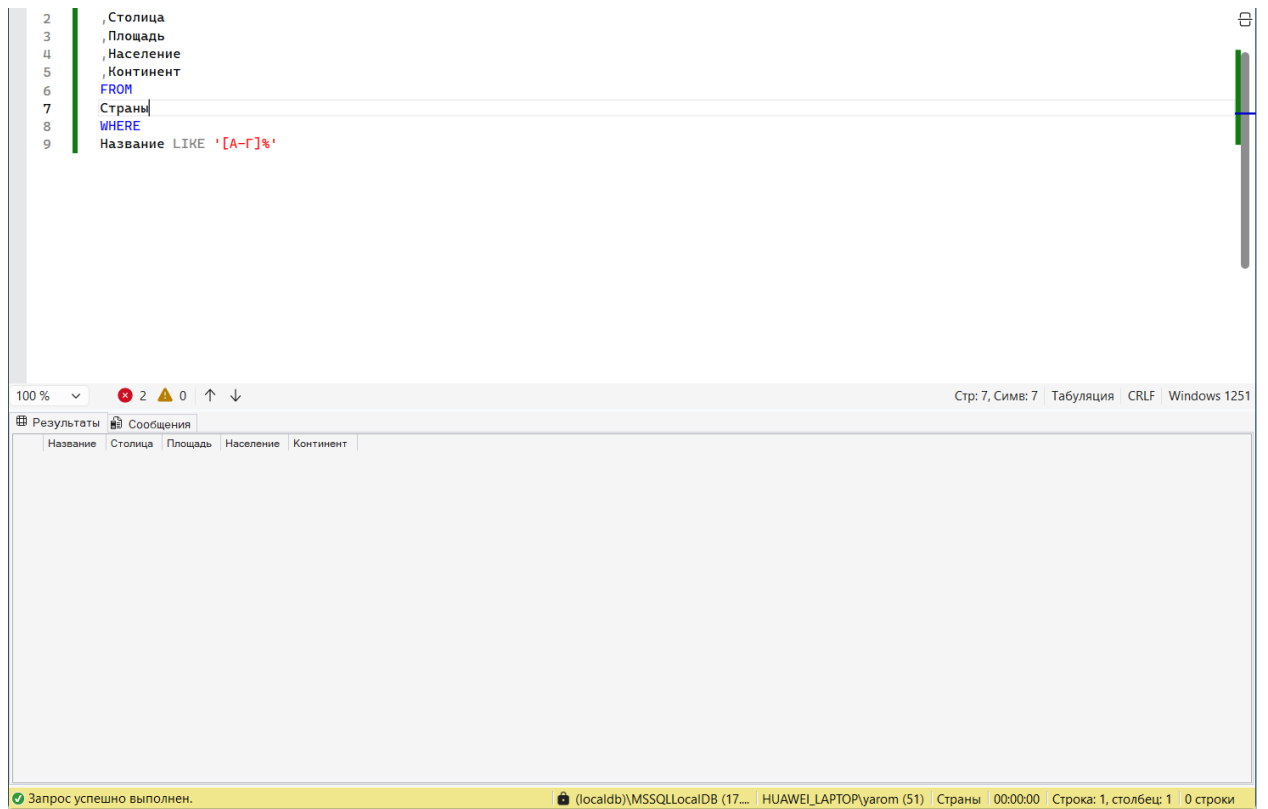 2 ,Столица
3 ,Площадь
4 ,Население
5 ,Континент
6 FROM
7 Страны
8 WHERE
9 Название LIKE '[А-Г]%'
100 % 2 0 Стр: 7, Симв: 7 Табуляция CRLF Windows 1251
Результаты Сообщения
Название Столица Площадь Население Континент
Запрос успешно выполнен. (localdb)\MSSQLLocalDB (17.... HUAWEI_LAPTOP\yarom (51) Страны 00:00:00 Строка: 1, столбец: 1 0 строки